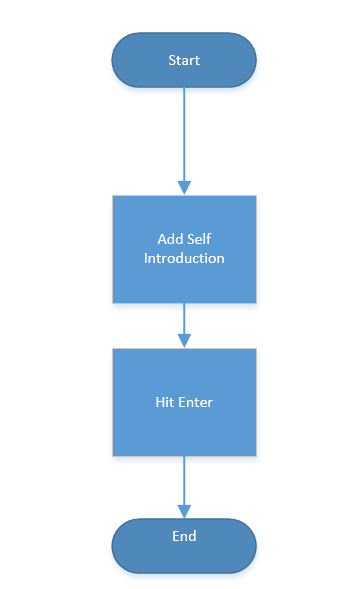 Start
Add Self
Introduction
Hit Enter
End